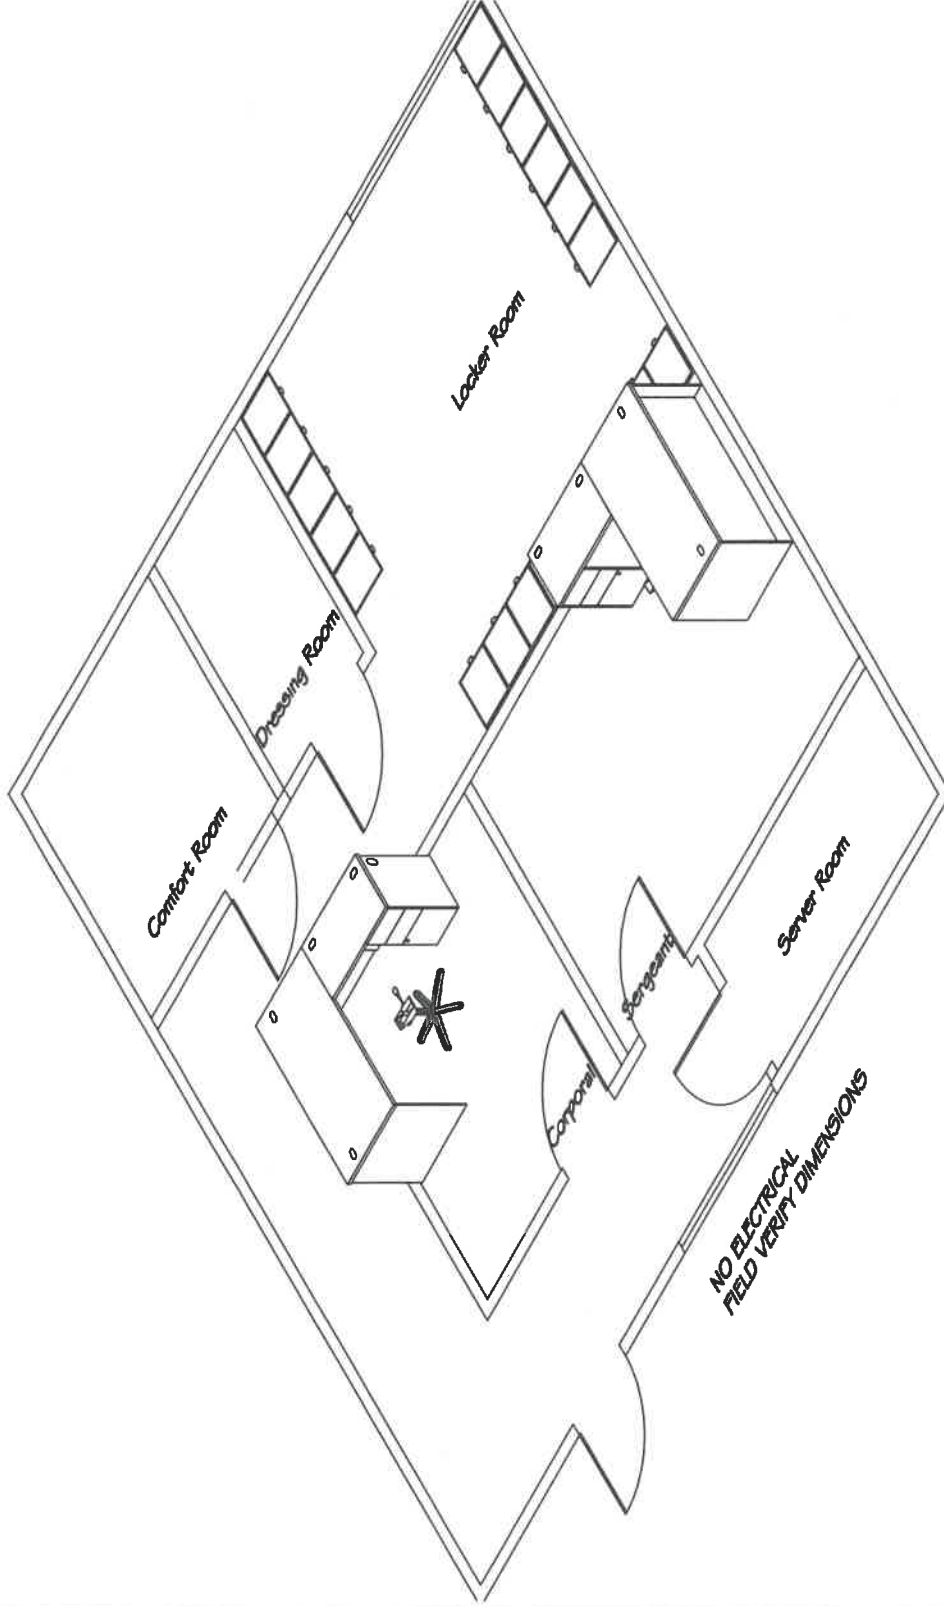 Locker Room
Dressing Room
Comfort Room
Sergeant
Corporal
Server Room
NO ELECTRICAL
FIELD VERIFY DIMENSIONS